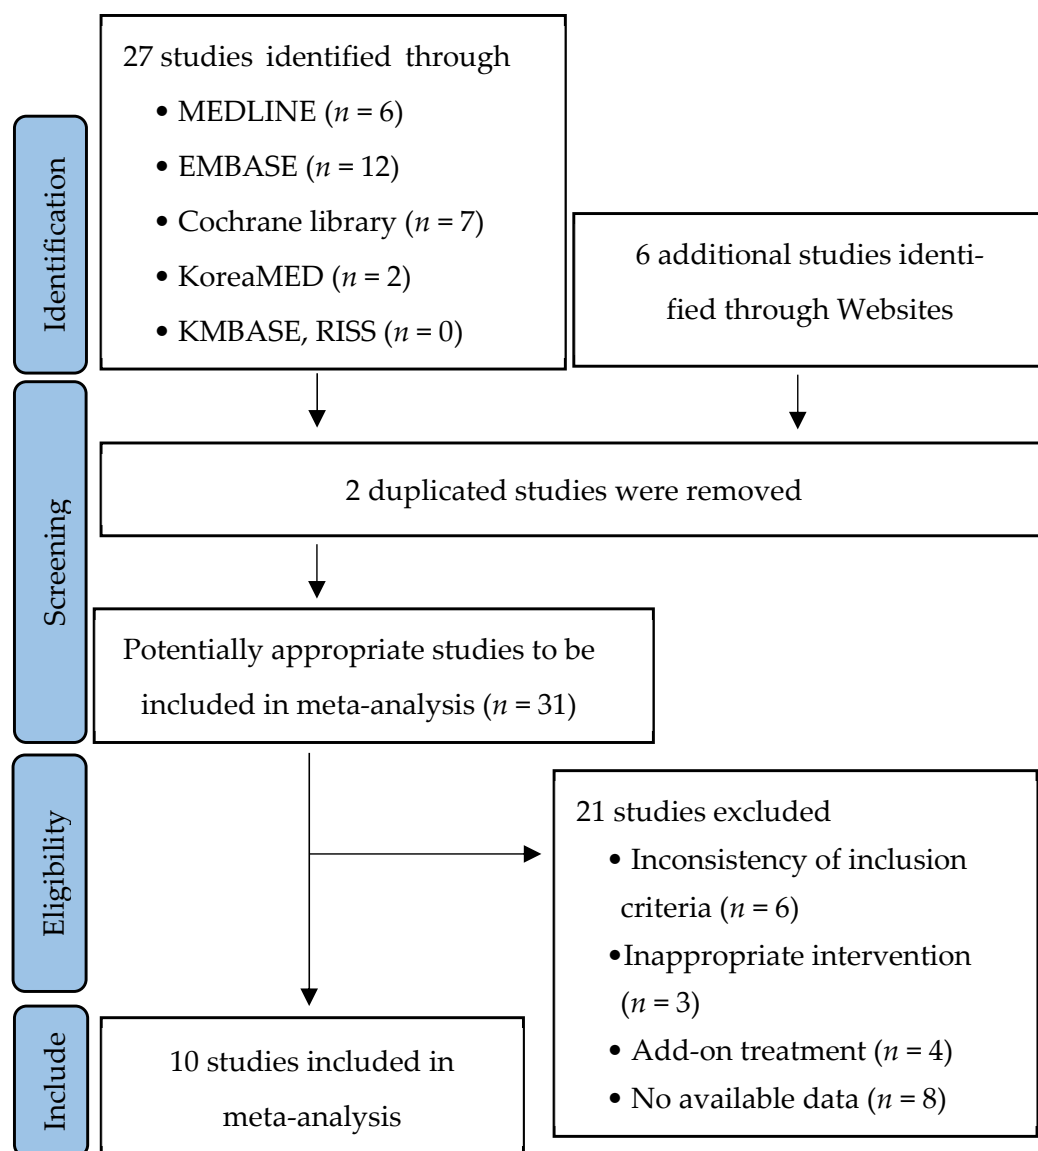 Identification
27 studies identified through
• MEDLINE (n = 6)
• EMBASE (n = 12)
• Cochrane library (n = 7)
• KoreaMED (n = 2)
• KMBASE, RISS (n = 0)
6 additional studies identi-
fied through Websites
Screening
2 duplicated studies were removed
Potentially appropriate studies to be
included in meta-analysis (n = 31)
Eligibility
21 studies excluded
• Inconsistency of inclusion
criteria (n = 6)
•Inappropriate intervention
(n = 3)
• Add-on treatment (n = 4)
• No available data (n = 8)
Include
10 studies included in
meta-analysis